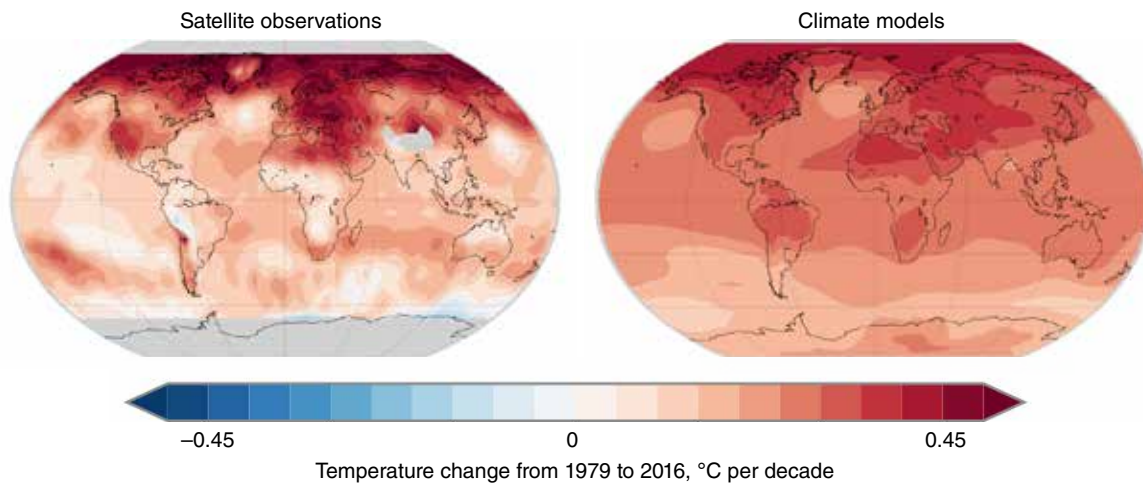 Satellite observations
Climate models
–0.45
0
0.45
Temperature change from 1979 to 2016, °C per decade